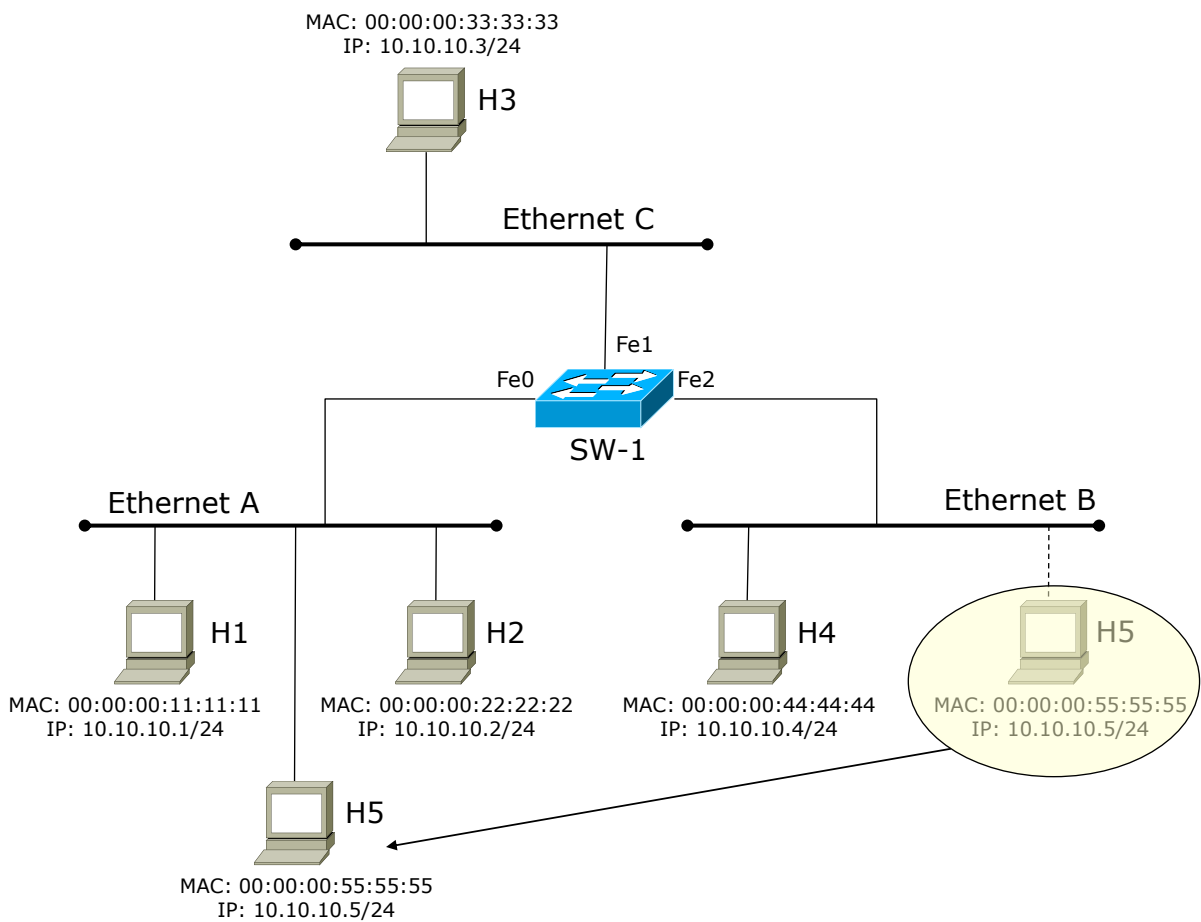 MAC: 00:00:00:33:33:33
IP: 10.10.10.3/24
H3
Ethernet C
Fe1
Fe0
Fe2
SW-1
Ethernet A
Ethernet B
H1
H2
H4
H5
MAC: 00:00:00:11:11:11
IP: 10.10.10.1/24
MAC: 00:00:00:22:22:22
IP: 10.10.10.2/24
MAC: 00:00:00:44:44:44
IP: 10.10.10.4/24
MAC: 00:00:00:55:55:55
IP: 10.10.10.5/24
H5
MAC: 00:00:00:55:55:55
IP: 10.10.10.5/24